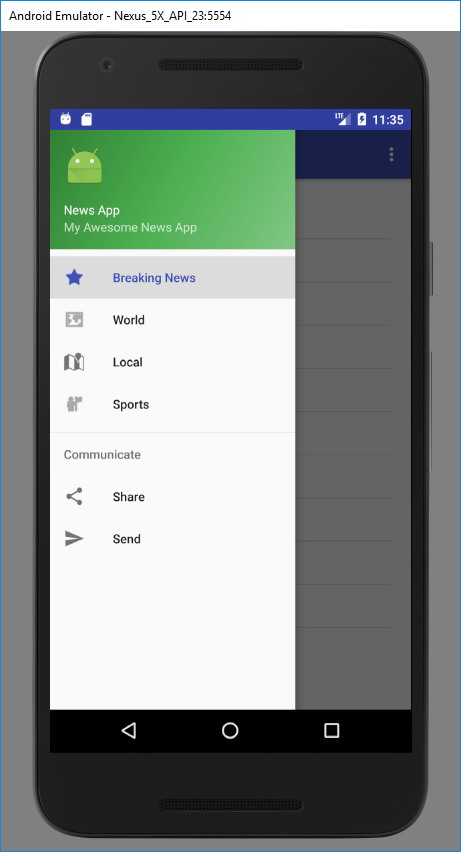 Android Emulator - Nexus_5X_API_23:5554
LTE 11:35
News App
My Awesome News App
Breaking News
World
Local
Sports
Communicate
Share
Send